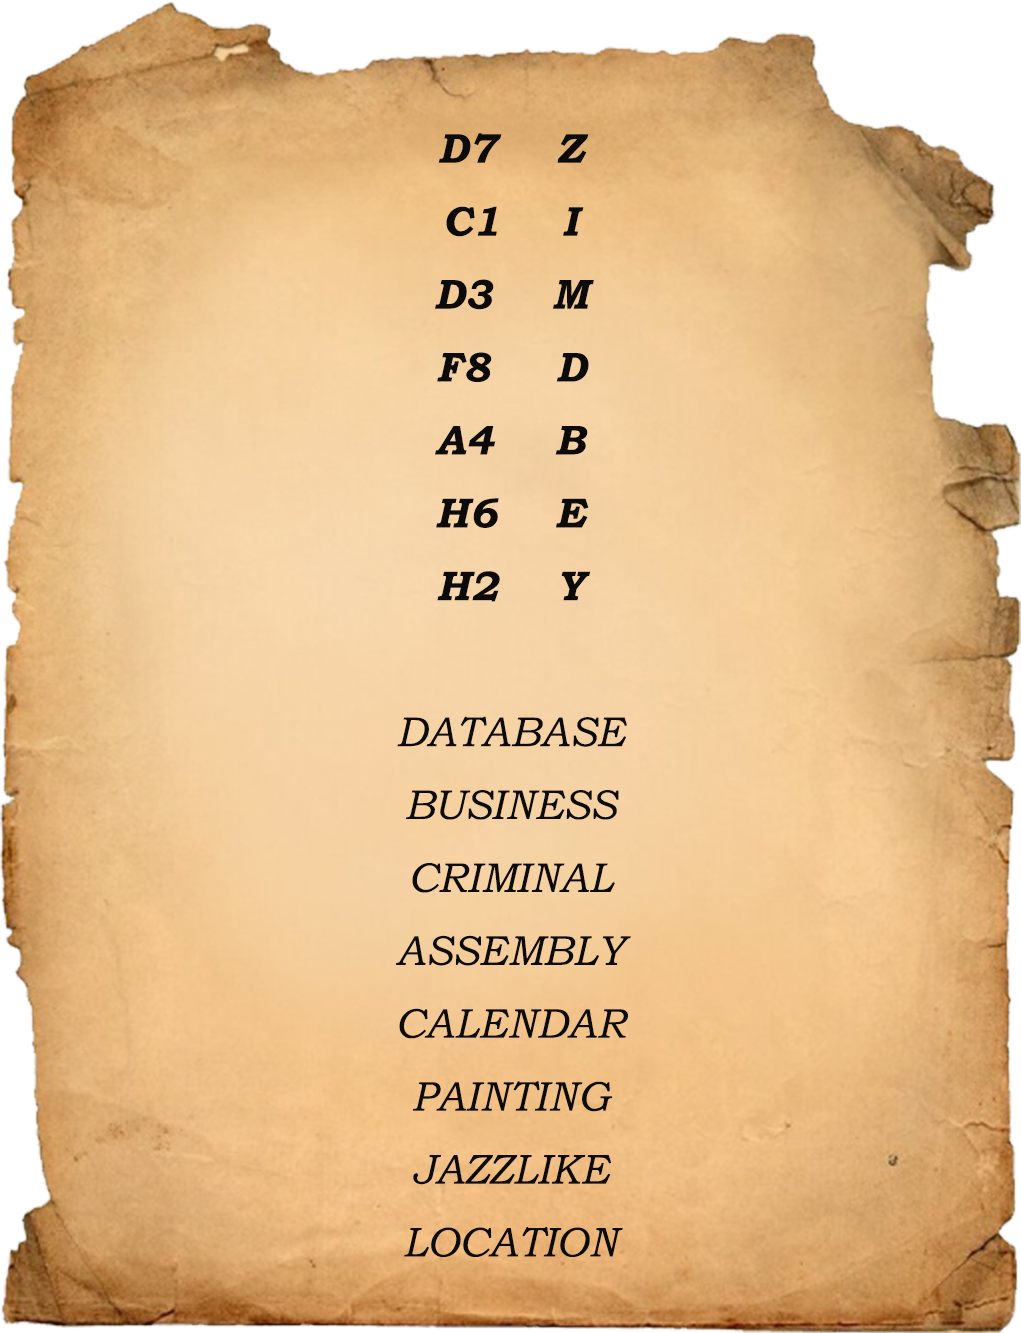 D7 Z
C1 I
D3 M
F8 D
A4 B
H6 E
H2 Y
DATABASE
BUSINESS
CRIMINAL
ASSEMBLY
CALENDAR
PAINTING
JAZZLIKE
LOCATION